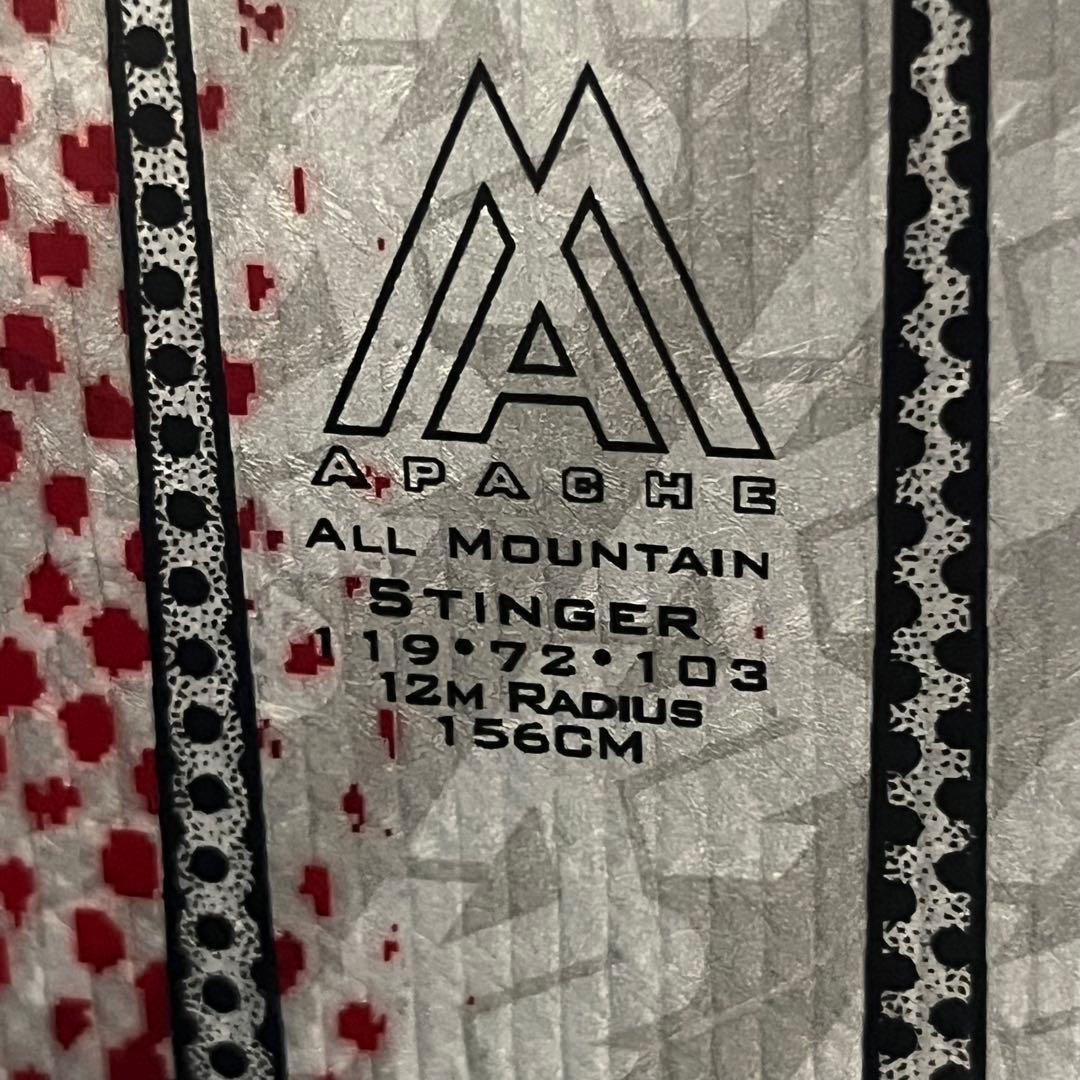 APACHE
ALL MOUNTAIN
STINGER
119•72•103
12M RADIUS
156CM